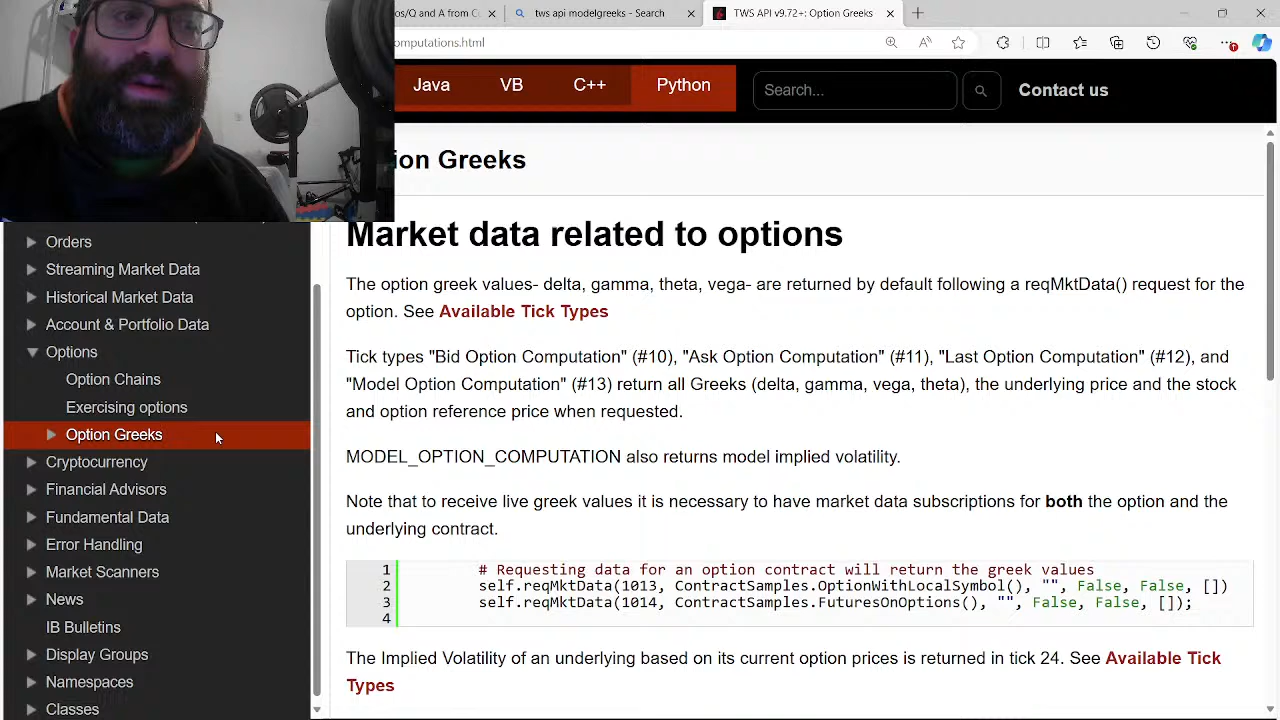 os/Q and A from C
tws api modelgreeks - Search
TWS API v9.72+: Option Greeks
omputations.html
Java
VB
C++
Python
Search...
Contact us
ion Greeks
Orders
Streaming Market Data
Historical Market Data
Account & Portfolio Data
Options
Option Chains
Exercising options
Option Greeks
Cryptocurrency
Financial Advisors
Fundamental Data
Error Handling
Market Scanners
News
IB Bulletins
Display Groups
Namespaces
Classes
Market data related to options
The option greek values- delta, gamma, theta, vega- are returned by default following a reqMktData() request for the
option. See Available Tick Types
Tick types "Bid Option Computation" (#10), "Ask Option Computation" (#11), "Last Option Computation" (#12), and
"Model Option Computation" (#13) return all Greeks (delta, gamma, vega, theta), the underlying price and the stock
and option reference price when requested.
MODEL_OPTION_COMPUTATION also returns model implied volatility.
Note that to receive live greek values it is necessary to have market data subscriptions for both the option and the
underlying contract.
1 # Requesting data for an option contract will return the greek values
2 self.reqMktData(1013, ContractSamples.OptionWithLocalSymbol(), "", False, False, [])
3 self.reqMktData(1014, ContractSamples.FuturesOnOptions(), "", False, False, []);
4
The Implied Volatility of an underlying based on its current option prices is returned in tick 24. See Available Tick
Types